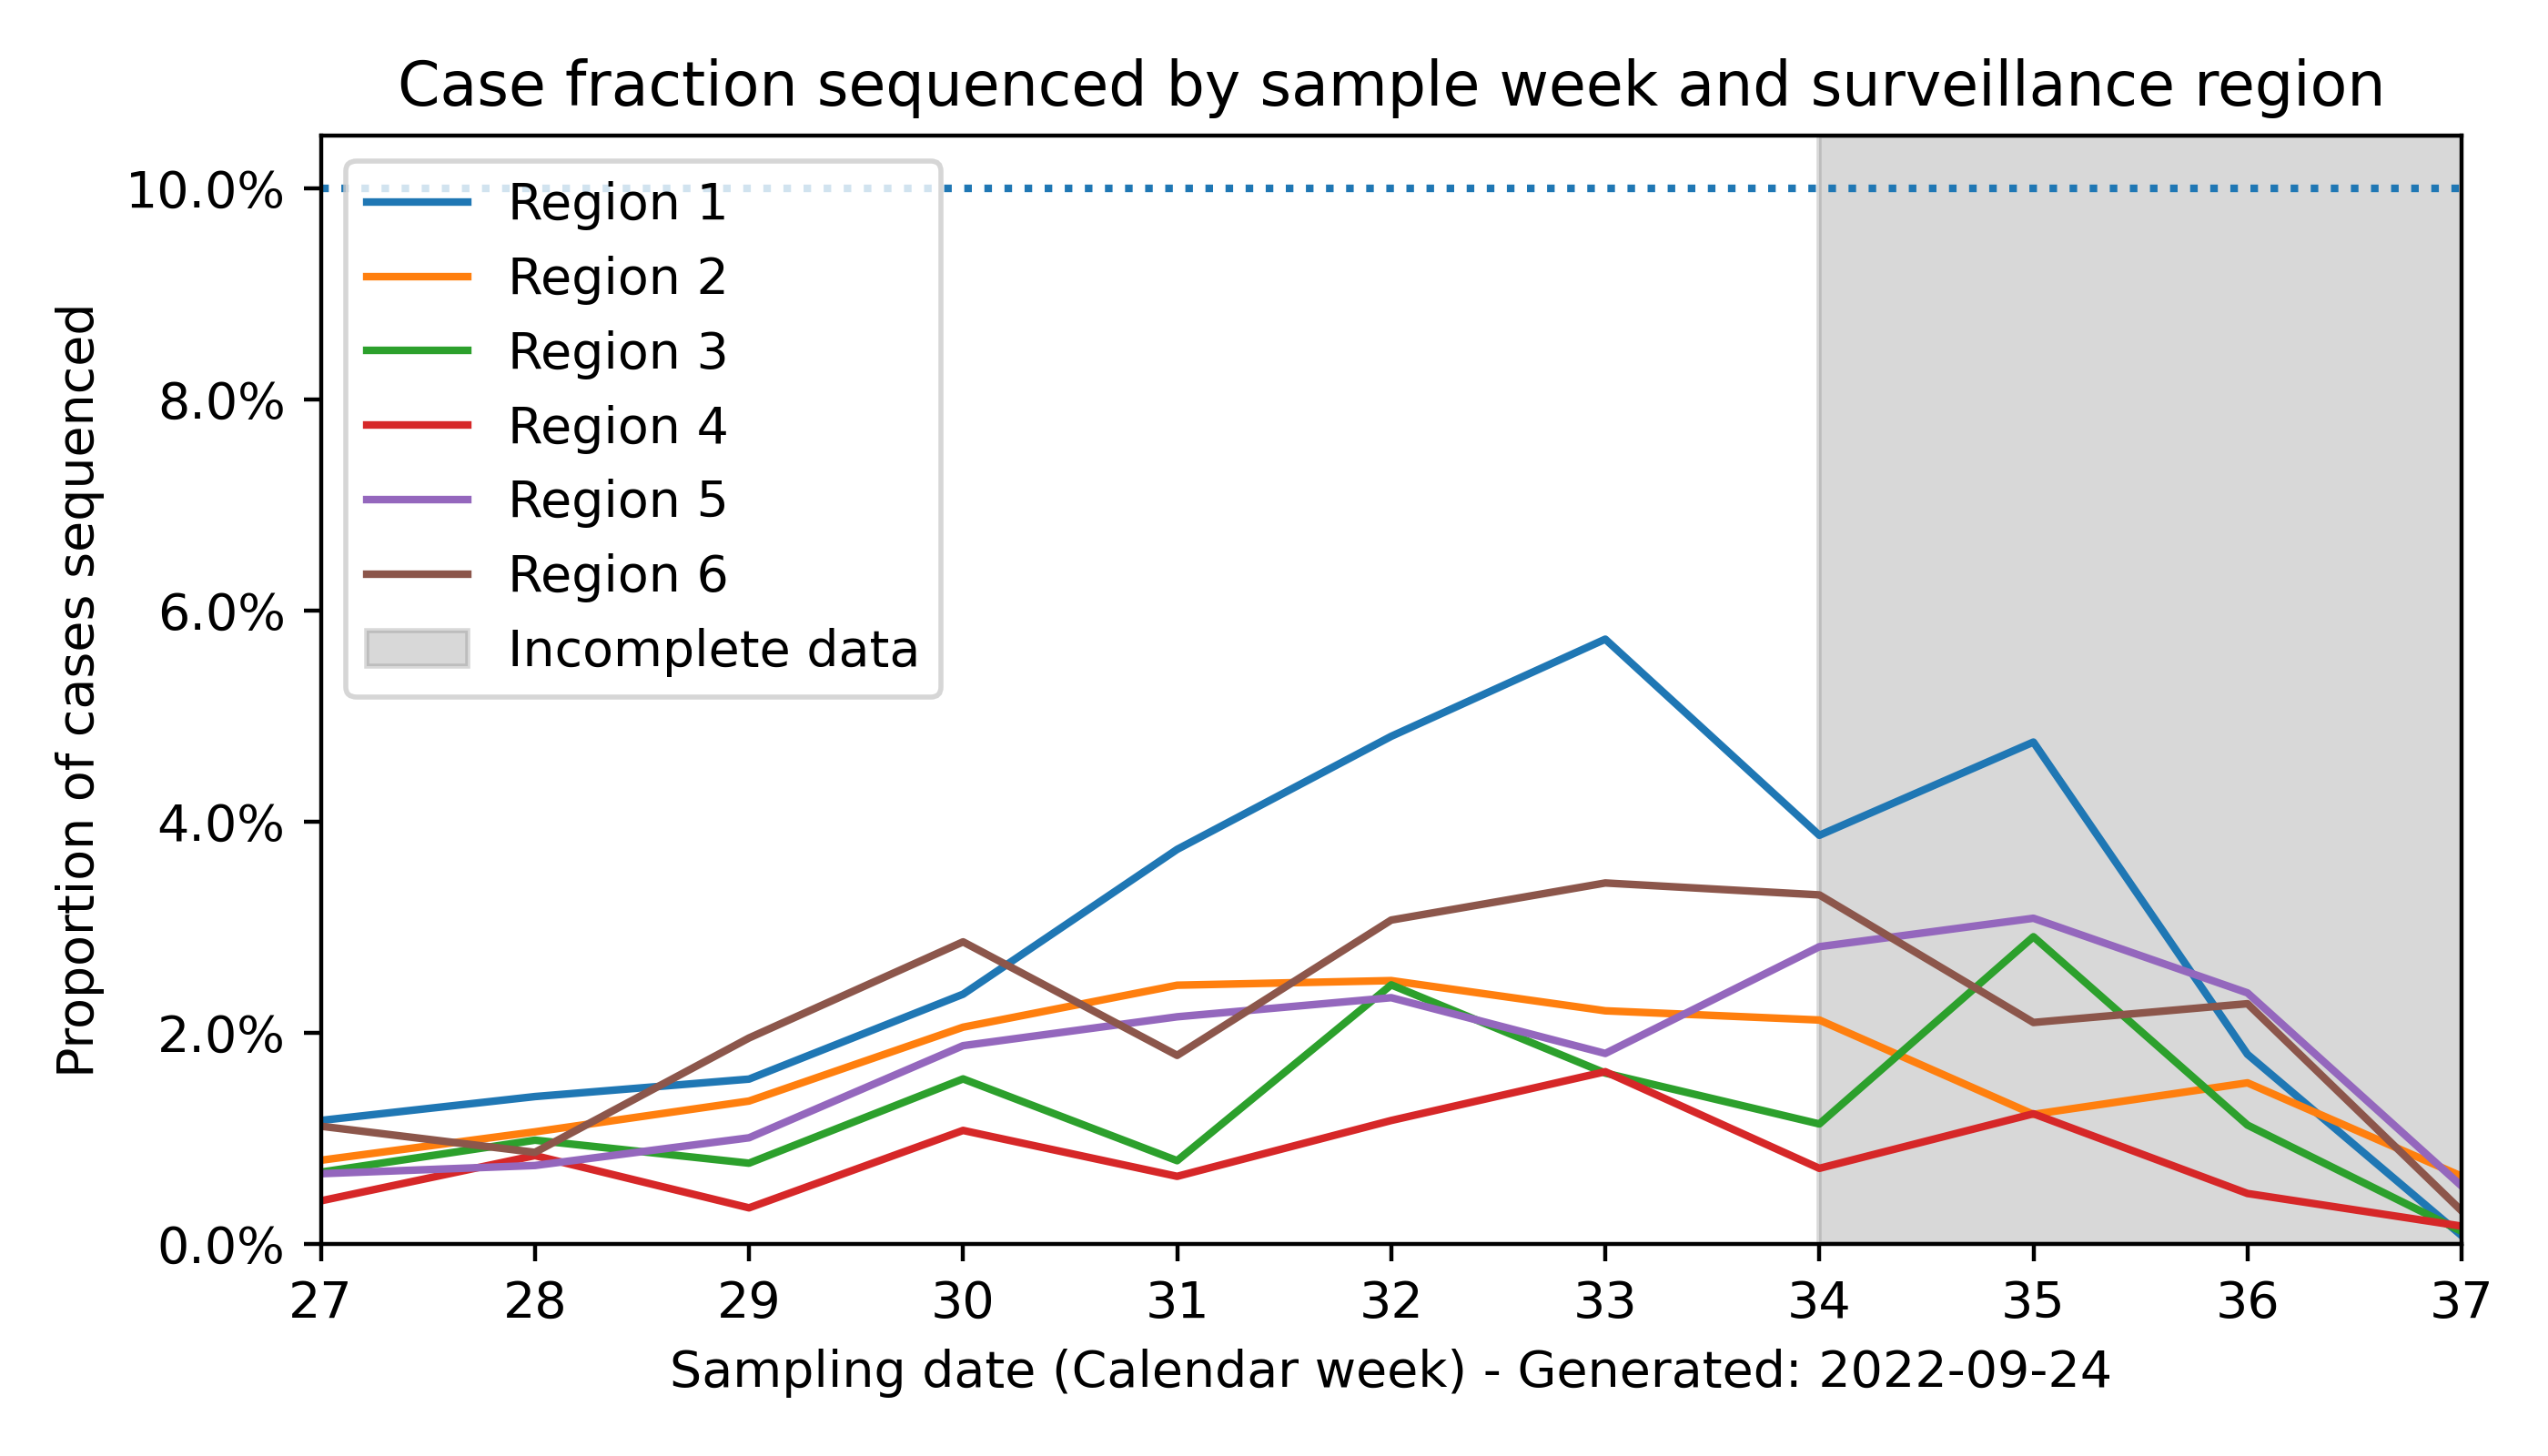 Case fraction sequenced by sample week and surveillance region
Proportion of cases sequenced
10.0%
8.0%
6.0%
4.0%
2.0%
0.0%
Region 1
Region 2
Region 3
Region 4
Region 5
Region 6
Incomplete data
27 28 29 30 31 32 33 34 35 36 37
Sampling date (Calendar week) - Generated: 2022-09-24